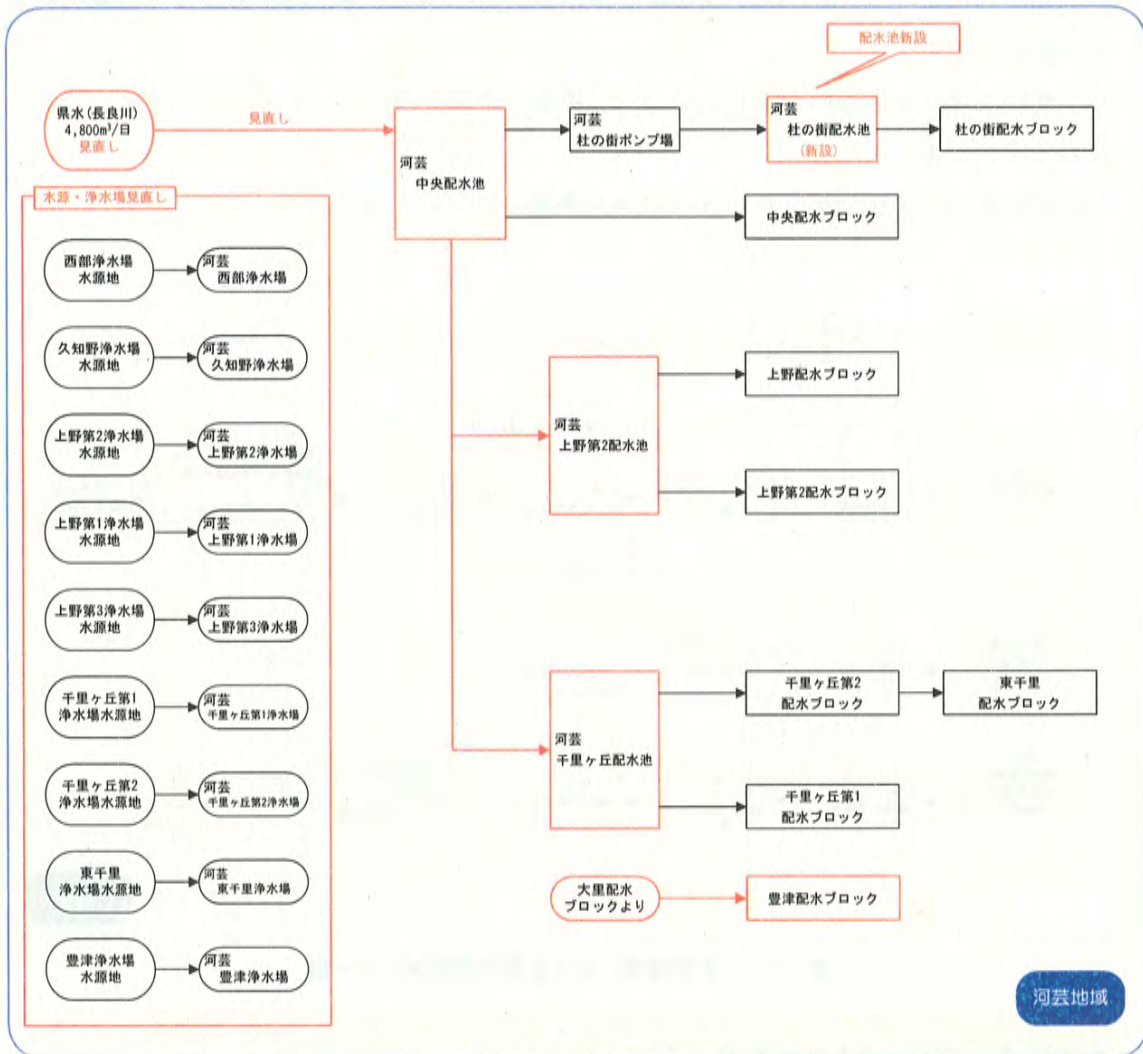 配水池新設
県水(長良川)
4,800m³/日
見直し
見直し
河芸
中央配水池
河芸
杜の街ポンプ場
河芸
杜の街配水池
(新設)
杜の街配水ブロック
中央配水ブロック
水源・浄水場見直し
西部浄水場
水源地
河芸
西部浄水場
久知野浄水場
水源地
河芸
久知野浄水場
上野第2浄水場
水源地
河芸
上野第2浄水場
上野第1浄水場
水源地
河芸
上野第1浄水場
上野第3浄水場
水源地
河芸
上野第3浄水場
千里ヶ丘第1
浄水場水源地
河芸
千里ヶ丘第1浄水場
千里ヶ丘第2
浄水場水源地
河芸
千里ヶ丘第2浄水場
東千里
浄水場水源地
河芸
東千里浄水場
豊津浄水場
水源地
河芸
豊津浄水場
河芸
上野第2配水池
上野配水ブロック
上野第2配水ブロック
河芸
千里ヶ丘配水池
千里ヶ丘第2
配水ブロック
東千里
配水ブロック
千里ヶ丘第1
配水ブロック
大里配水
ブロックより
豊津配水ブロック
河芸地域